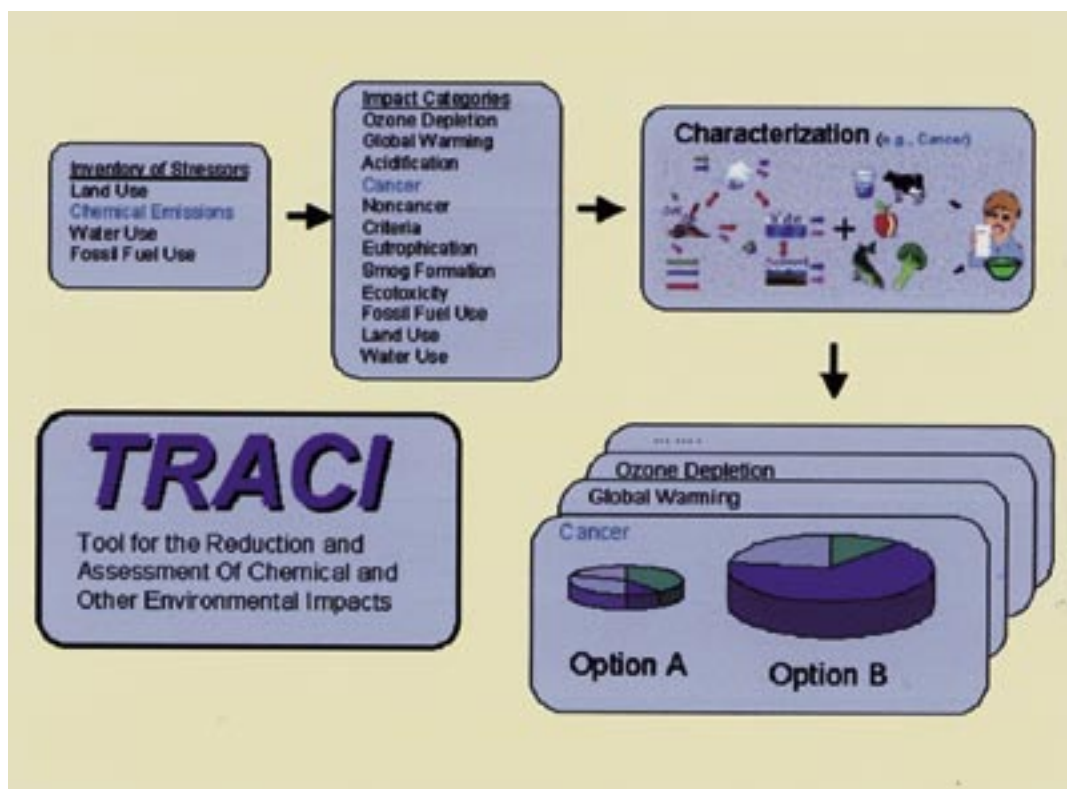 Inventory of Stressors
Land Use
Chemical Emissions
Water Use
Fossil Fuel Use
Impact Categories
Ozone Depletion
Global Warming
Acidification
Cancer
Noncancer
Criteria
Eutrophication
Smog Formation
Ecotoxicity
Fossil Fuel Use
Land Use
Water Use
Characterization (e.g., Cancer)
Air
+
TRACI
Tool for the Reduction and
Assessment Of Chemical and
Other Environmental Impacts
Ozone Depletion
Global Warming
Cancer
Option A
Option B